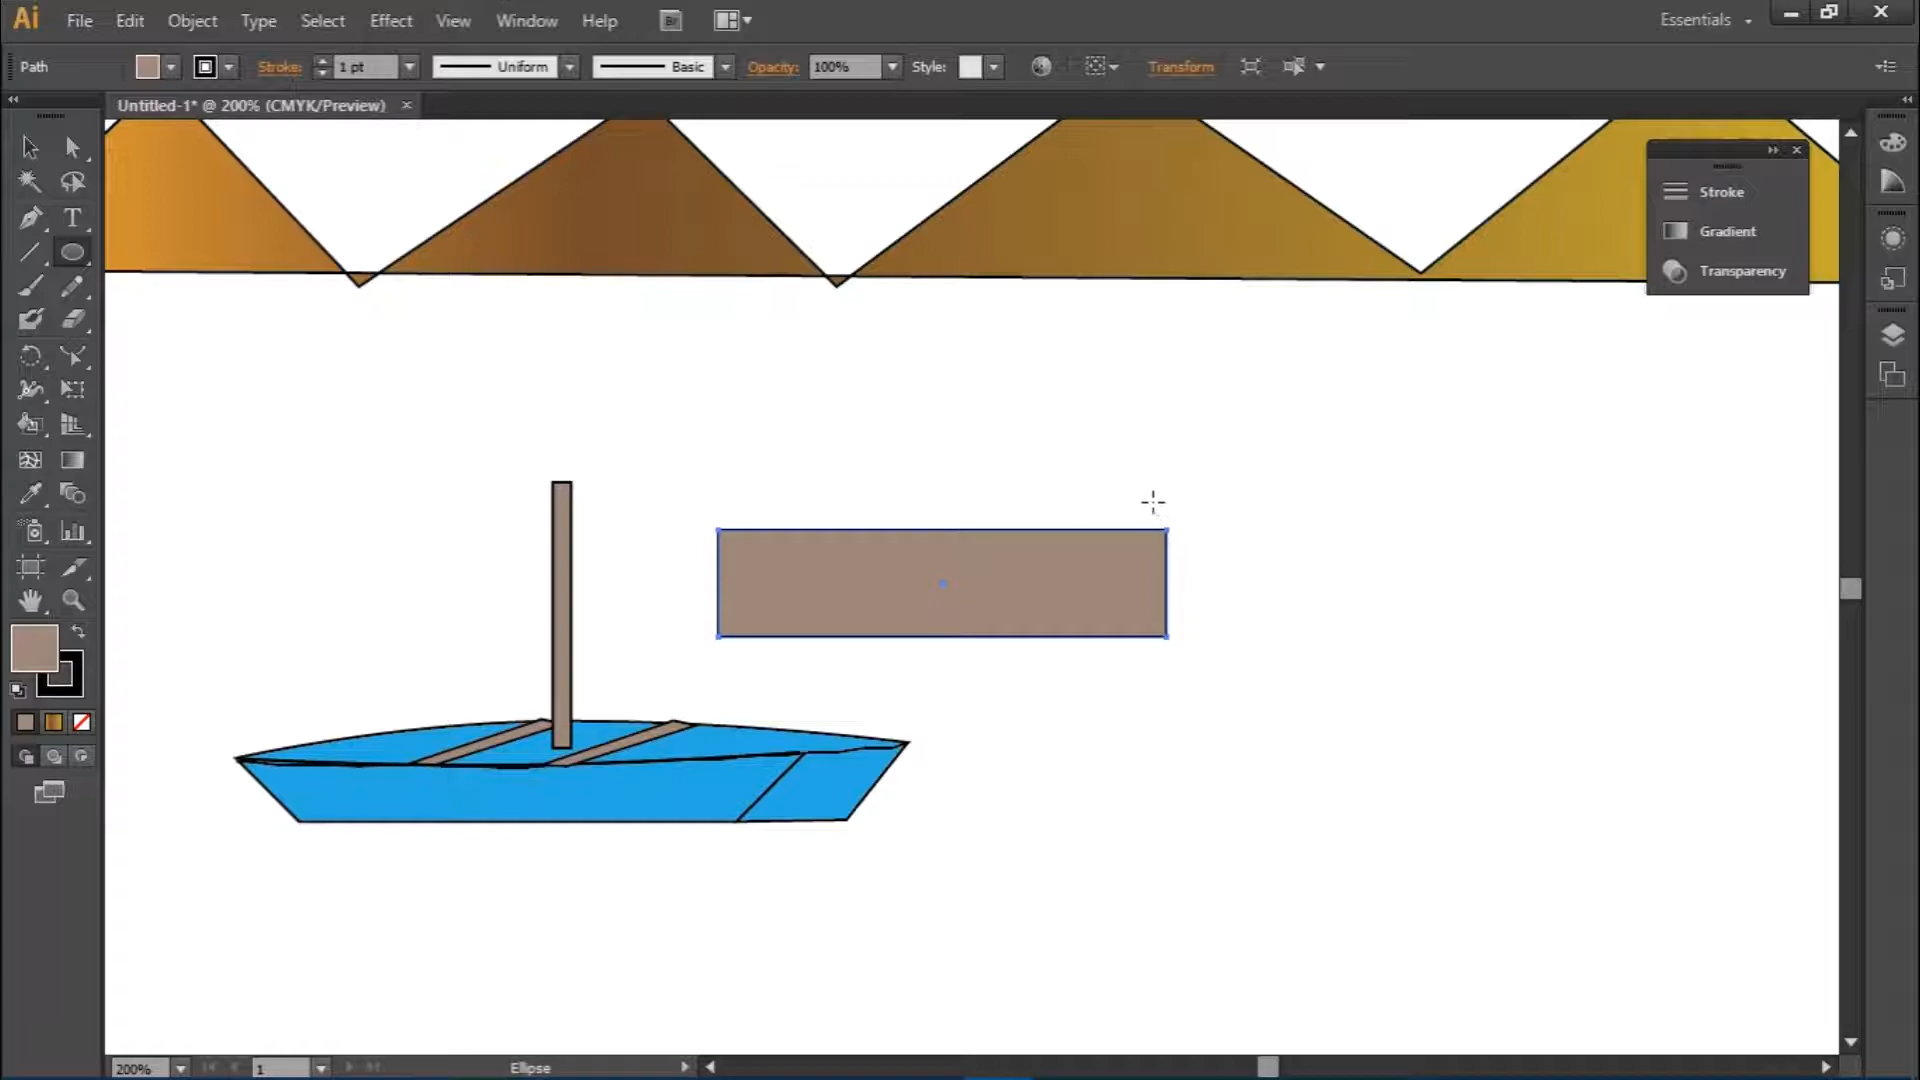 Ai File Edit Object Type Select Effect View Window Help Br Essentials
Path Stroke: 1 pt Uniform Basic Opacity: 100% Style: Transform
Untitled-1* @ 200% (CMYK/Preview)
Stroke
Gradient
Transparency
T
200% 1 Ellipse